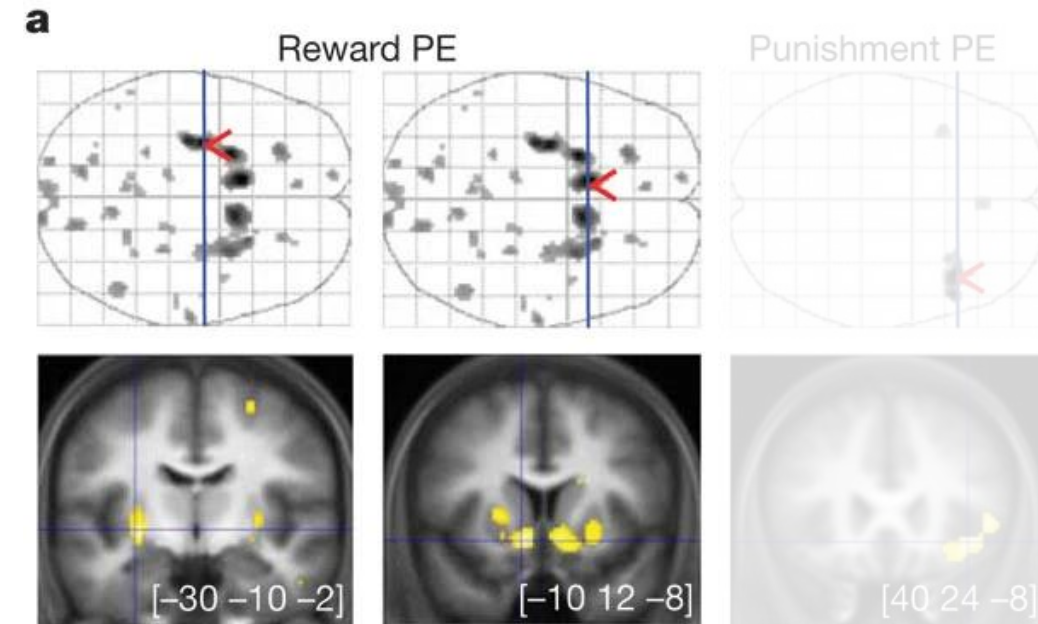 a
Reward PE
Punishment PE
[–30 –10 –2]
[–10 12 –8]
[40 24 –8]